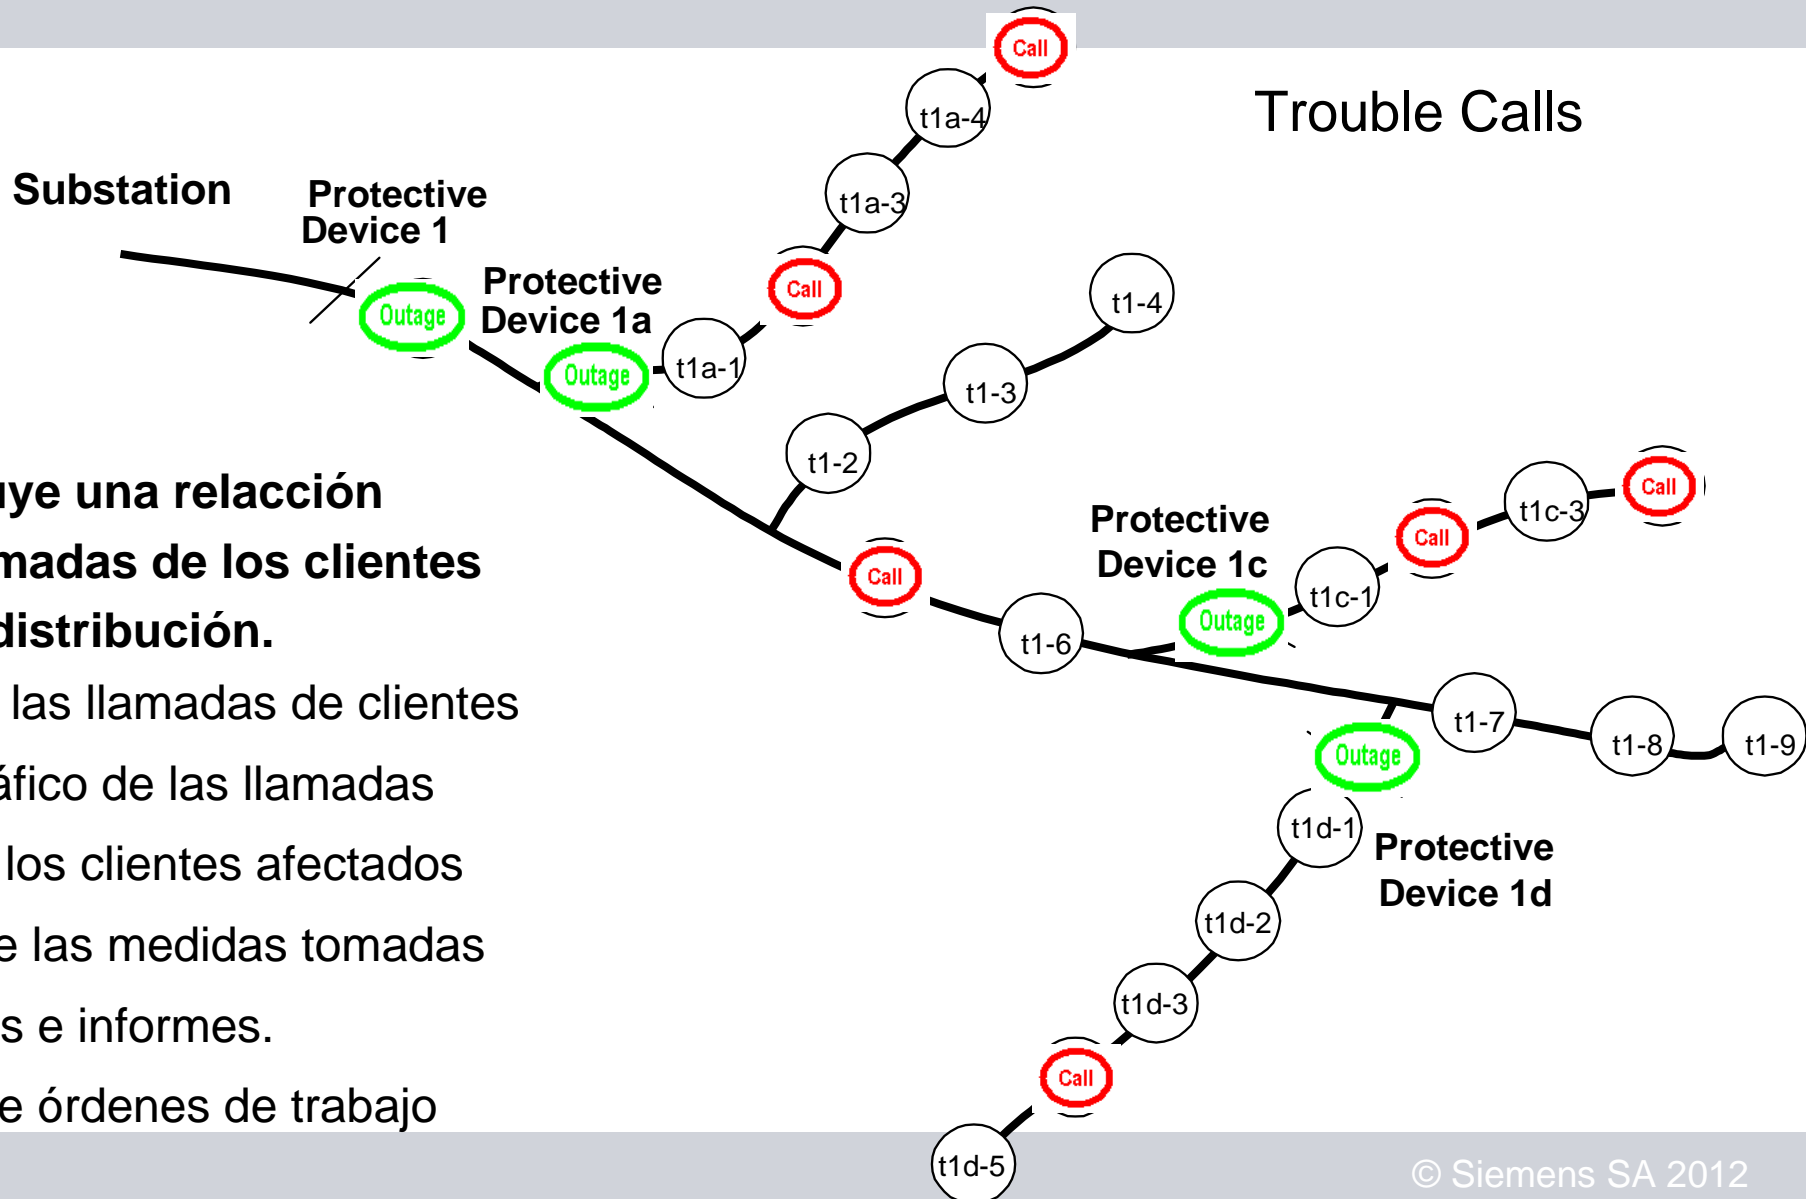 Call
Trouble Calls
t1a-4
Substation
Protective
Device 1
t1a-3
Protective
Device 1a
Call
Outage
t1-4
Outage
t1a-1
t1-3
t1-2
uye una relacción
madas de los clientes
distribución.
las llamadas de clientes
áfico de las llamadas
los clientes afectados
e las medidas tomadas
s e informes.
e órdenes de trabajo
Call
t1-6
Protective
Device 1c
Outage
t1c-1
Call
t1c-3
Call
t1-7
t1-8
t1-9
Outage
t1d-1
Protective
Device 1d
t1d-2
t1d-3
Call
t1d-5
© Siemens SA 2012